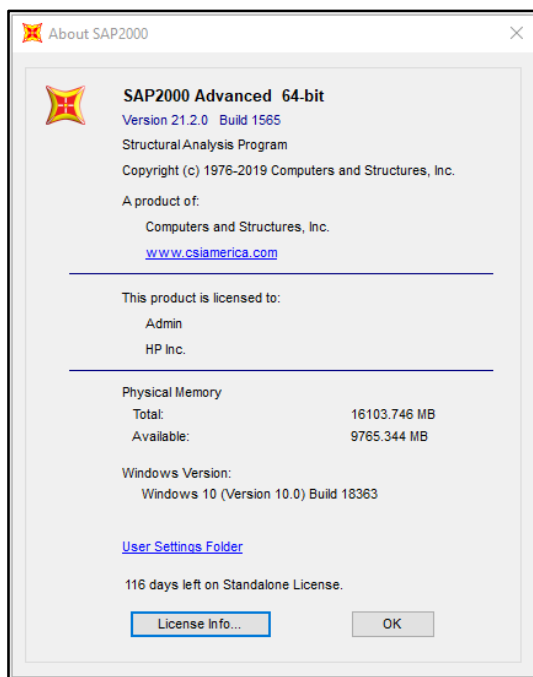 About SAP2000
SAP2000 Advanced 64-bit
Version 21.2.0 Build 1565
Structural Analysis Program
Copyright (c) 1976-2019 Computers and Structures, Inc.
A product of:
Computers and Structures, Inc.
www.csiamerica.com
This product is licensed to:
Admin
HP Inc.
Physical Memory
Total: 16103.746 MB
Available: 9765.344 MB
Windows Version:
Windows 10 (Version 10.0) Build 18363
User Settings Folder
116 days left on Standalone License.
License Info... OK